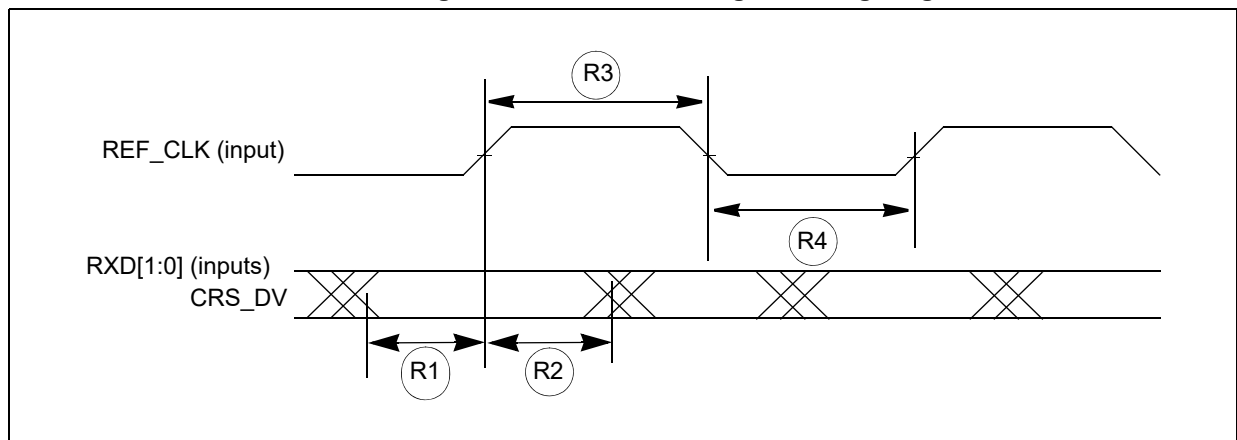 R3
REF_CLK (input)
R4
RXD[1:0] (inputs)
CRS_DV
R1
R2